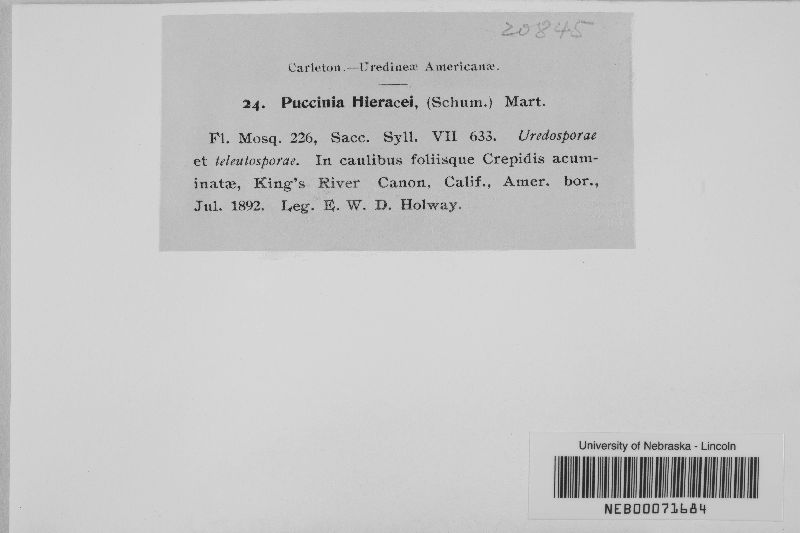 20845
Carleton.—Uredineæ Americanæ.
24. Puccinia Hieracei, (Schum.) Mart.
Fl. Mosq. 226, Sacc. Syll. VII 633. Uredosporae
et teleutosporae. In caulibus foliisque Crepidis acum-
inatæ, King's River Canon, Calif., Amer. bor.,
Jul. 1892. Leg. E. W. D. Holway.
University of Nebraska - Lincoln
NEB00071684